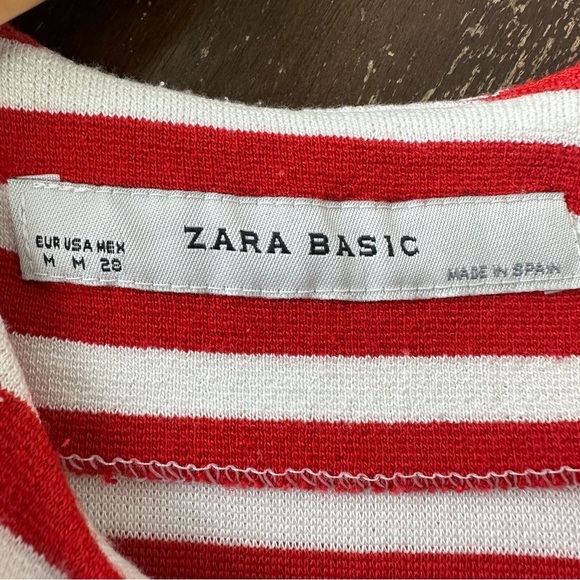 EUR USA MEX
M M 28
ZARA BASIC
MADE IN SPAIN